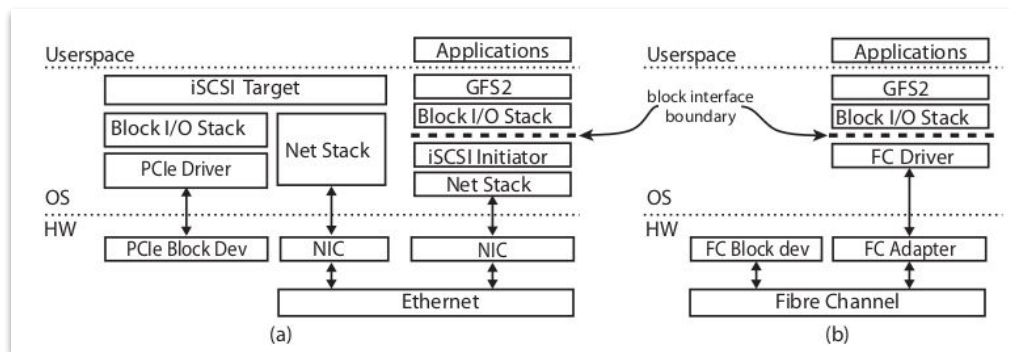 Userspace
Applications
iSCSI Target
GFS2
Block I/O Stack
Block I/O Stack
Net Stack
PCIe Driver
iSCSI Initiator
Net Stack
OS
HW
PCIe Block Dev
NIC
NIC
Ethernet
(a)
block interface
boundary
Userspace
Applications
GFS2
Block I/O Stack
FC Driver
OS
HW
FC Block dev
FC Adapter
Fibre Channel
(b)